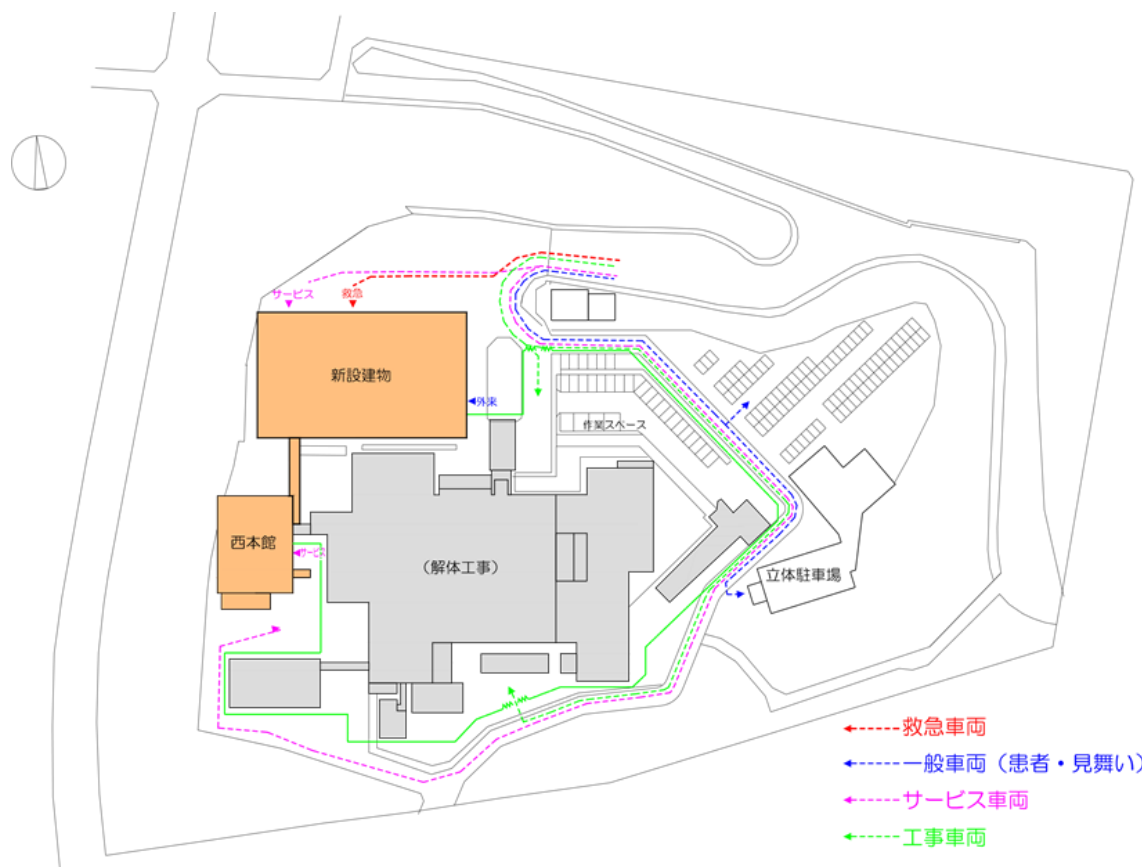 サービス
救急
新設建物
外来
作業スペース
西本館
サービス
(解体工事)
立体駐車場
救急車両
一般車両(患者・見舞い)
サービス車両
工事車両